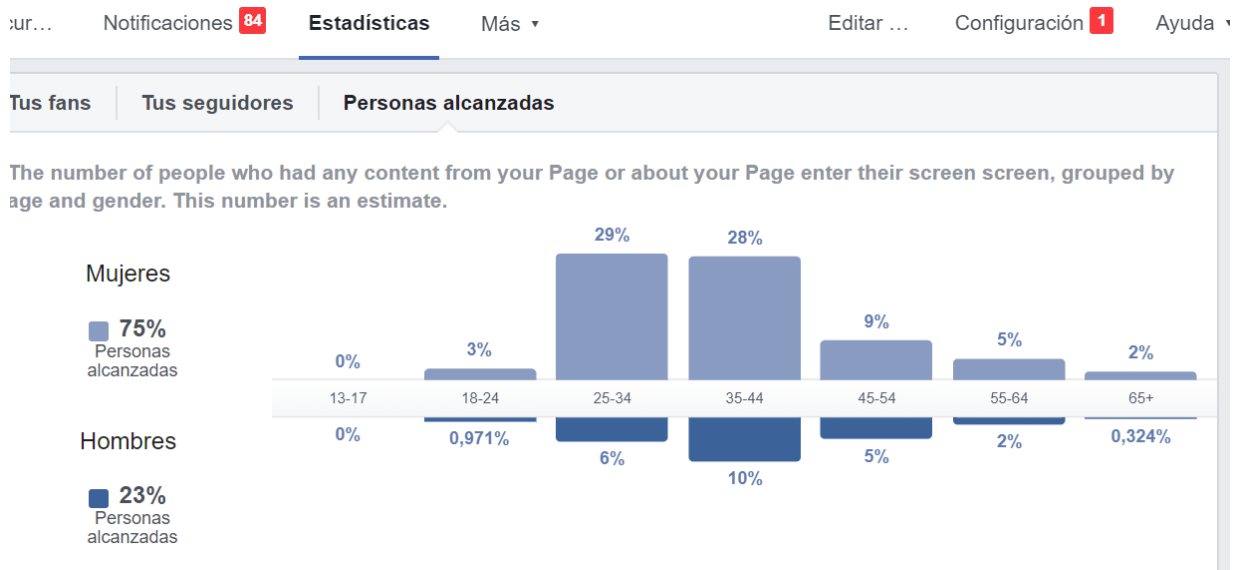 cur… Notificaciones 84 Estadísticas Más Editar … Configuración 1 Ayuda
Tus fans Tus seguidores Personas alcanzadas
The number of people who had any content from your Page or about your Page enter their screen screen, grouped by
age and gender. This number is an estimate.
Mujeres
75%
Personas
alcanzadas
0% 3% 29% 28% 9% 5% 2%
13-17 18-24 25-34 35-44 45-54 55-64 65+
0% 0,971% 6% 10% 5% 2% 0,324%
Hombres
23%
Personas
alcanzadas